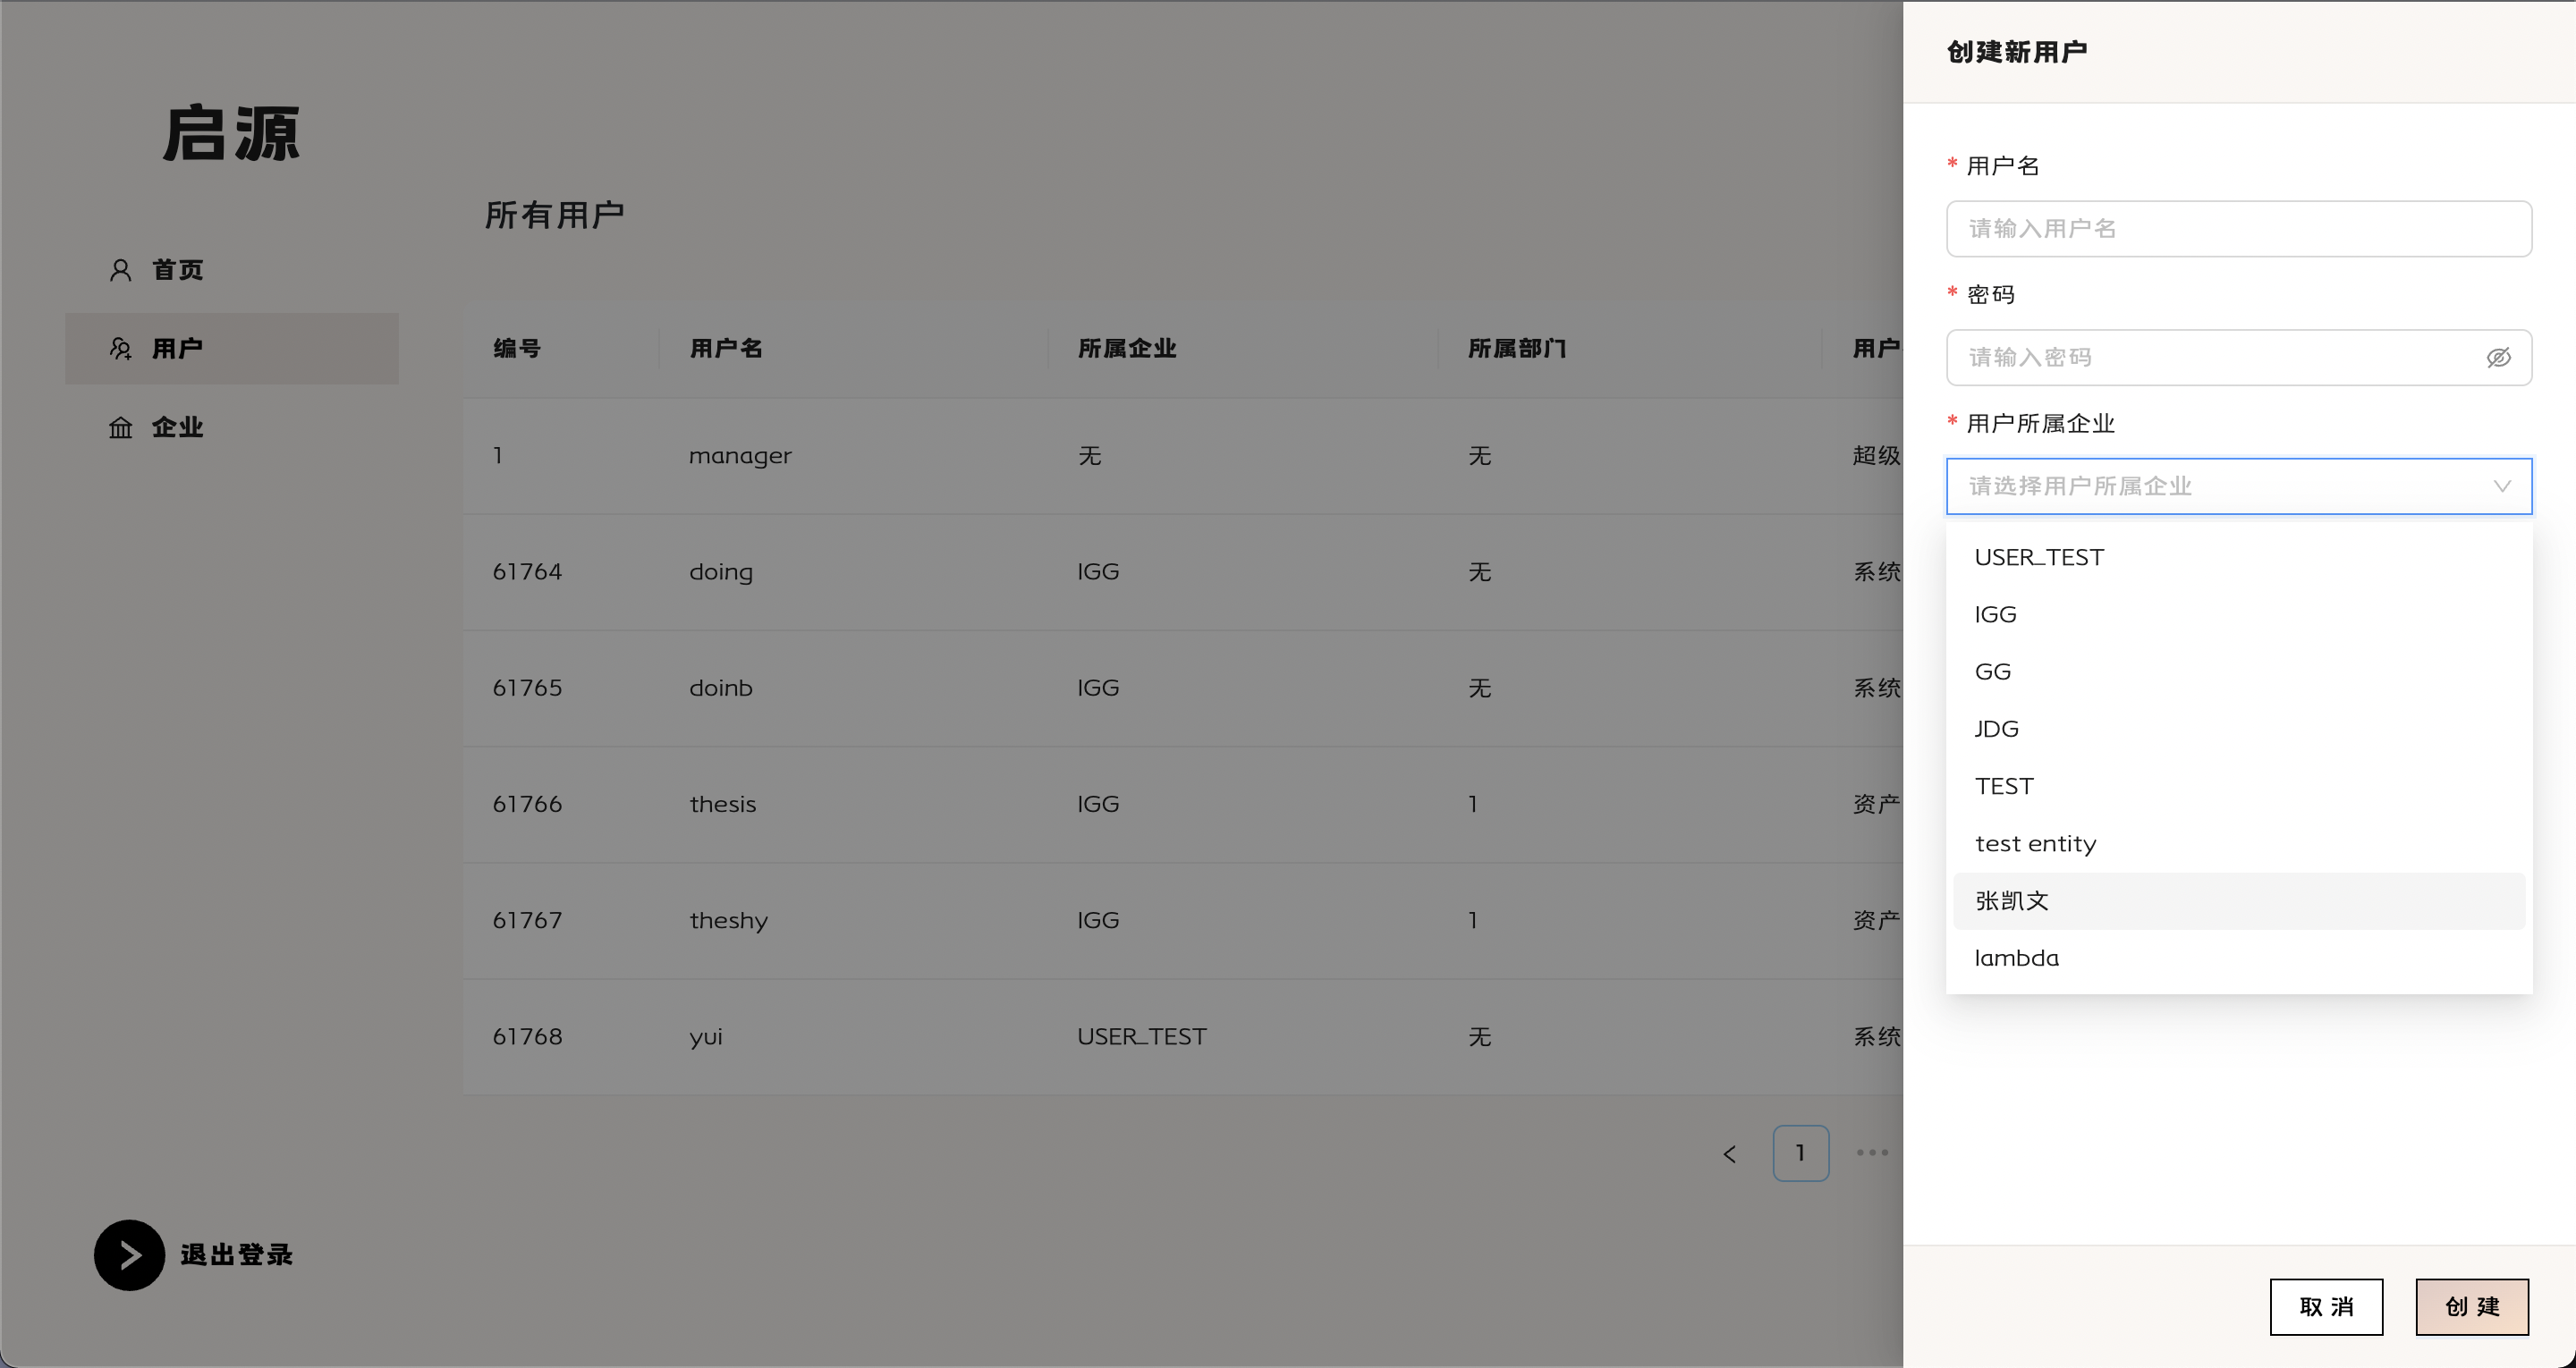 启源
首页
用户
企业
退出登录
所有用户
编号 用户名 所属企业 所属部门 用户
1 manager 无 无 超级
61764 doing IGG 无 系统
61765 doinb IGG 无 系统
61766 thesis IGG 1 资产
61767 theshy IGG 1 资产
61768 yui USER_TEST 无 系统
< 1 •••
创建新用户
* 用户名
请输入用户名
* 密码
请输入密码
* 用户所属企业
请选择用户所属企业
USER_TEST
IGG
GG
JDG
TEST
test entity
张凯文
lambda
取消 创建